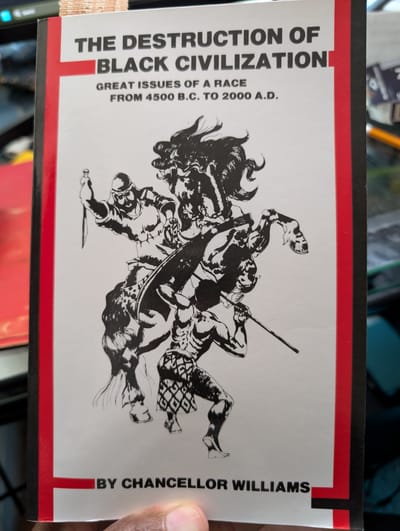 THE DESTRUCTION OF
BLACK CIVILIZATION
GREAT ISSUES OF A RACE
FROM 4500 B.C. TO 2000 A.D.
BY CHANCELLOR WILLIAMS